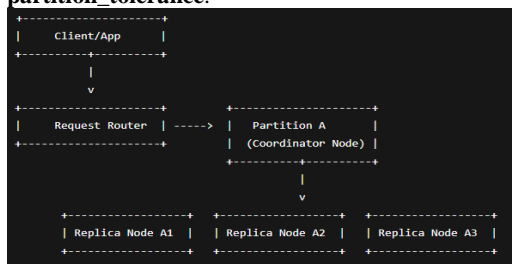 partition_tolerance.
Client/App
v
Request Router -----> Partition A
(Coordinator Node)
v
Replica Node A1 Replica Node A2 Replica Node A3